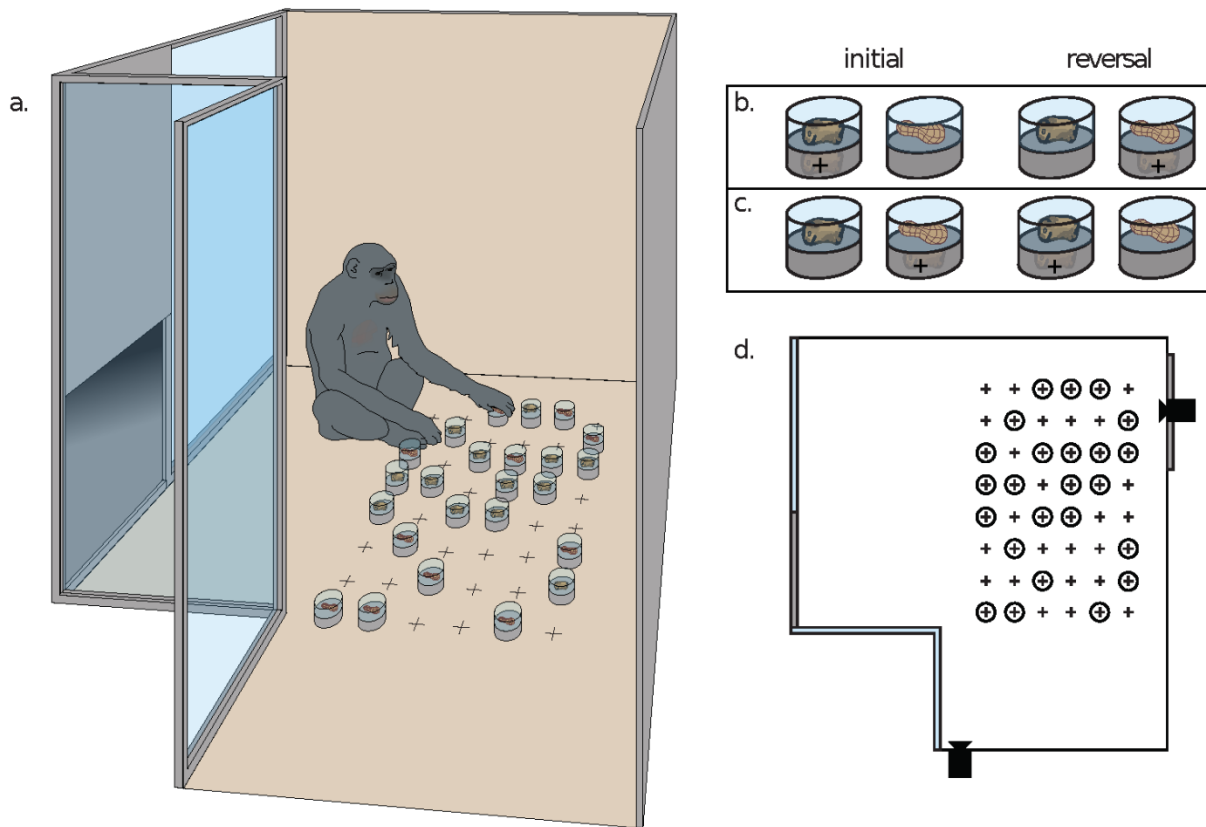 a.
initial reversal
b.
+ +
c.
+ +
d.